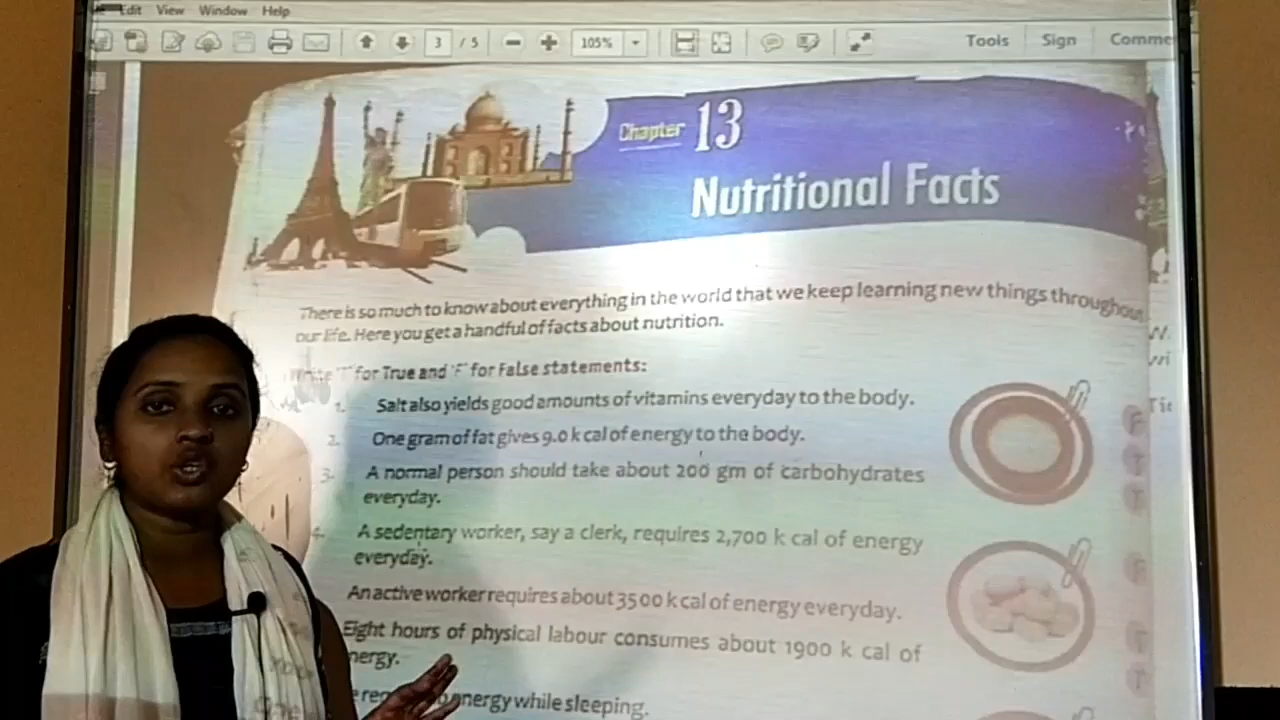 Edit View Window Help
3 / 5 105% Tools Sign Comme
Chapter 13
Nutritional Facts
There is so much to know about everything in the world that we keep learning new things throughout
our life. Here you get a handful of facts about nutrition.
Write 'T' for True and 'F' for False statements:
1. Salt also yields good amounts of vitamins everyday to the body. F
2. One gram of fat gives 9.0 k cal of energy to the body. T
3. A normal person should take about 200 gm of carbohydrates T
everyday.
4. A sedentary worker, say a clerk, requires 2,700 k cal of energy
everyday. F
An active worker requires about 3500 k cal of energy everyday. T
Eight hours of physical labour consumes about 1900 k cal of
nergy. T
energy while sleeping.